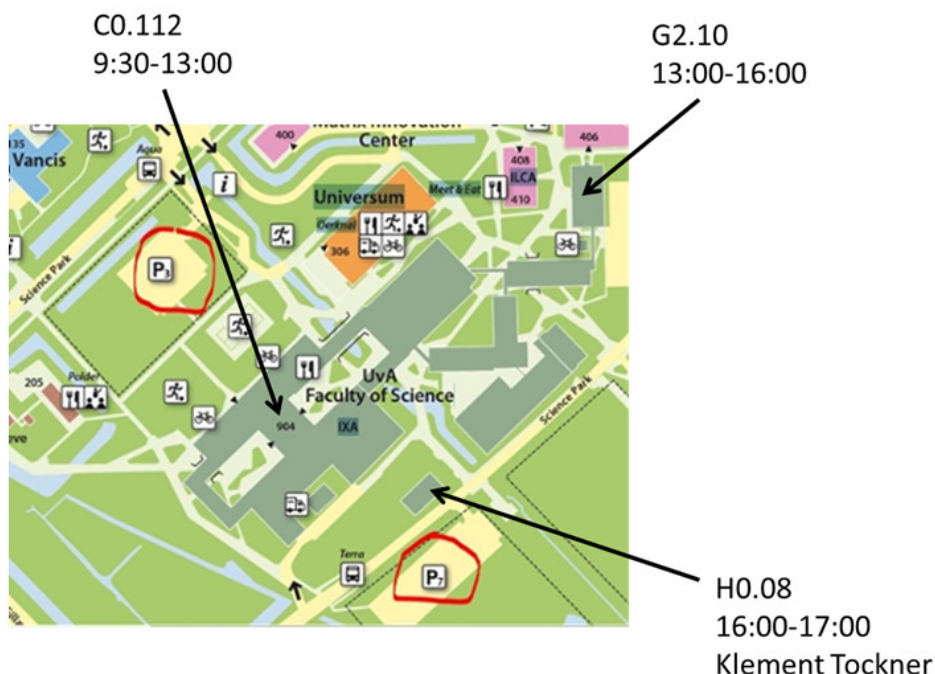 C0.112
9:30-13:00
G2.10
13:00-16:00
400
Center
406
135
Vancis
Aqua
i
408
ILCA
410
Universum
Meet & Eat
Oerknal
306
i
P3
Science Park
205
Polder
UvA
Faculty of Science
904
IXA
Science Park
eve
Terra
P7
H0.08
16:00-17:00
Klement Tockner